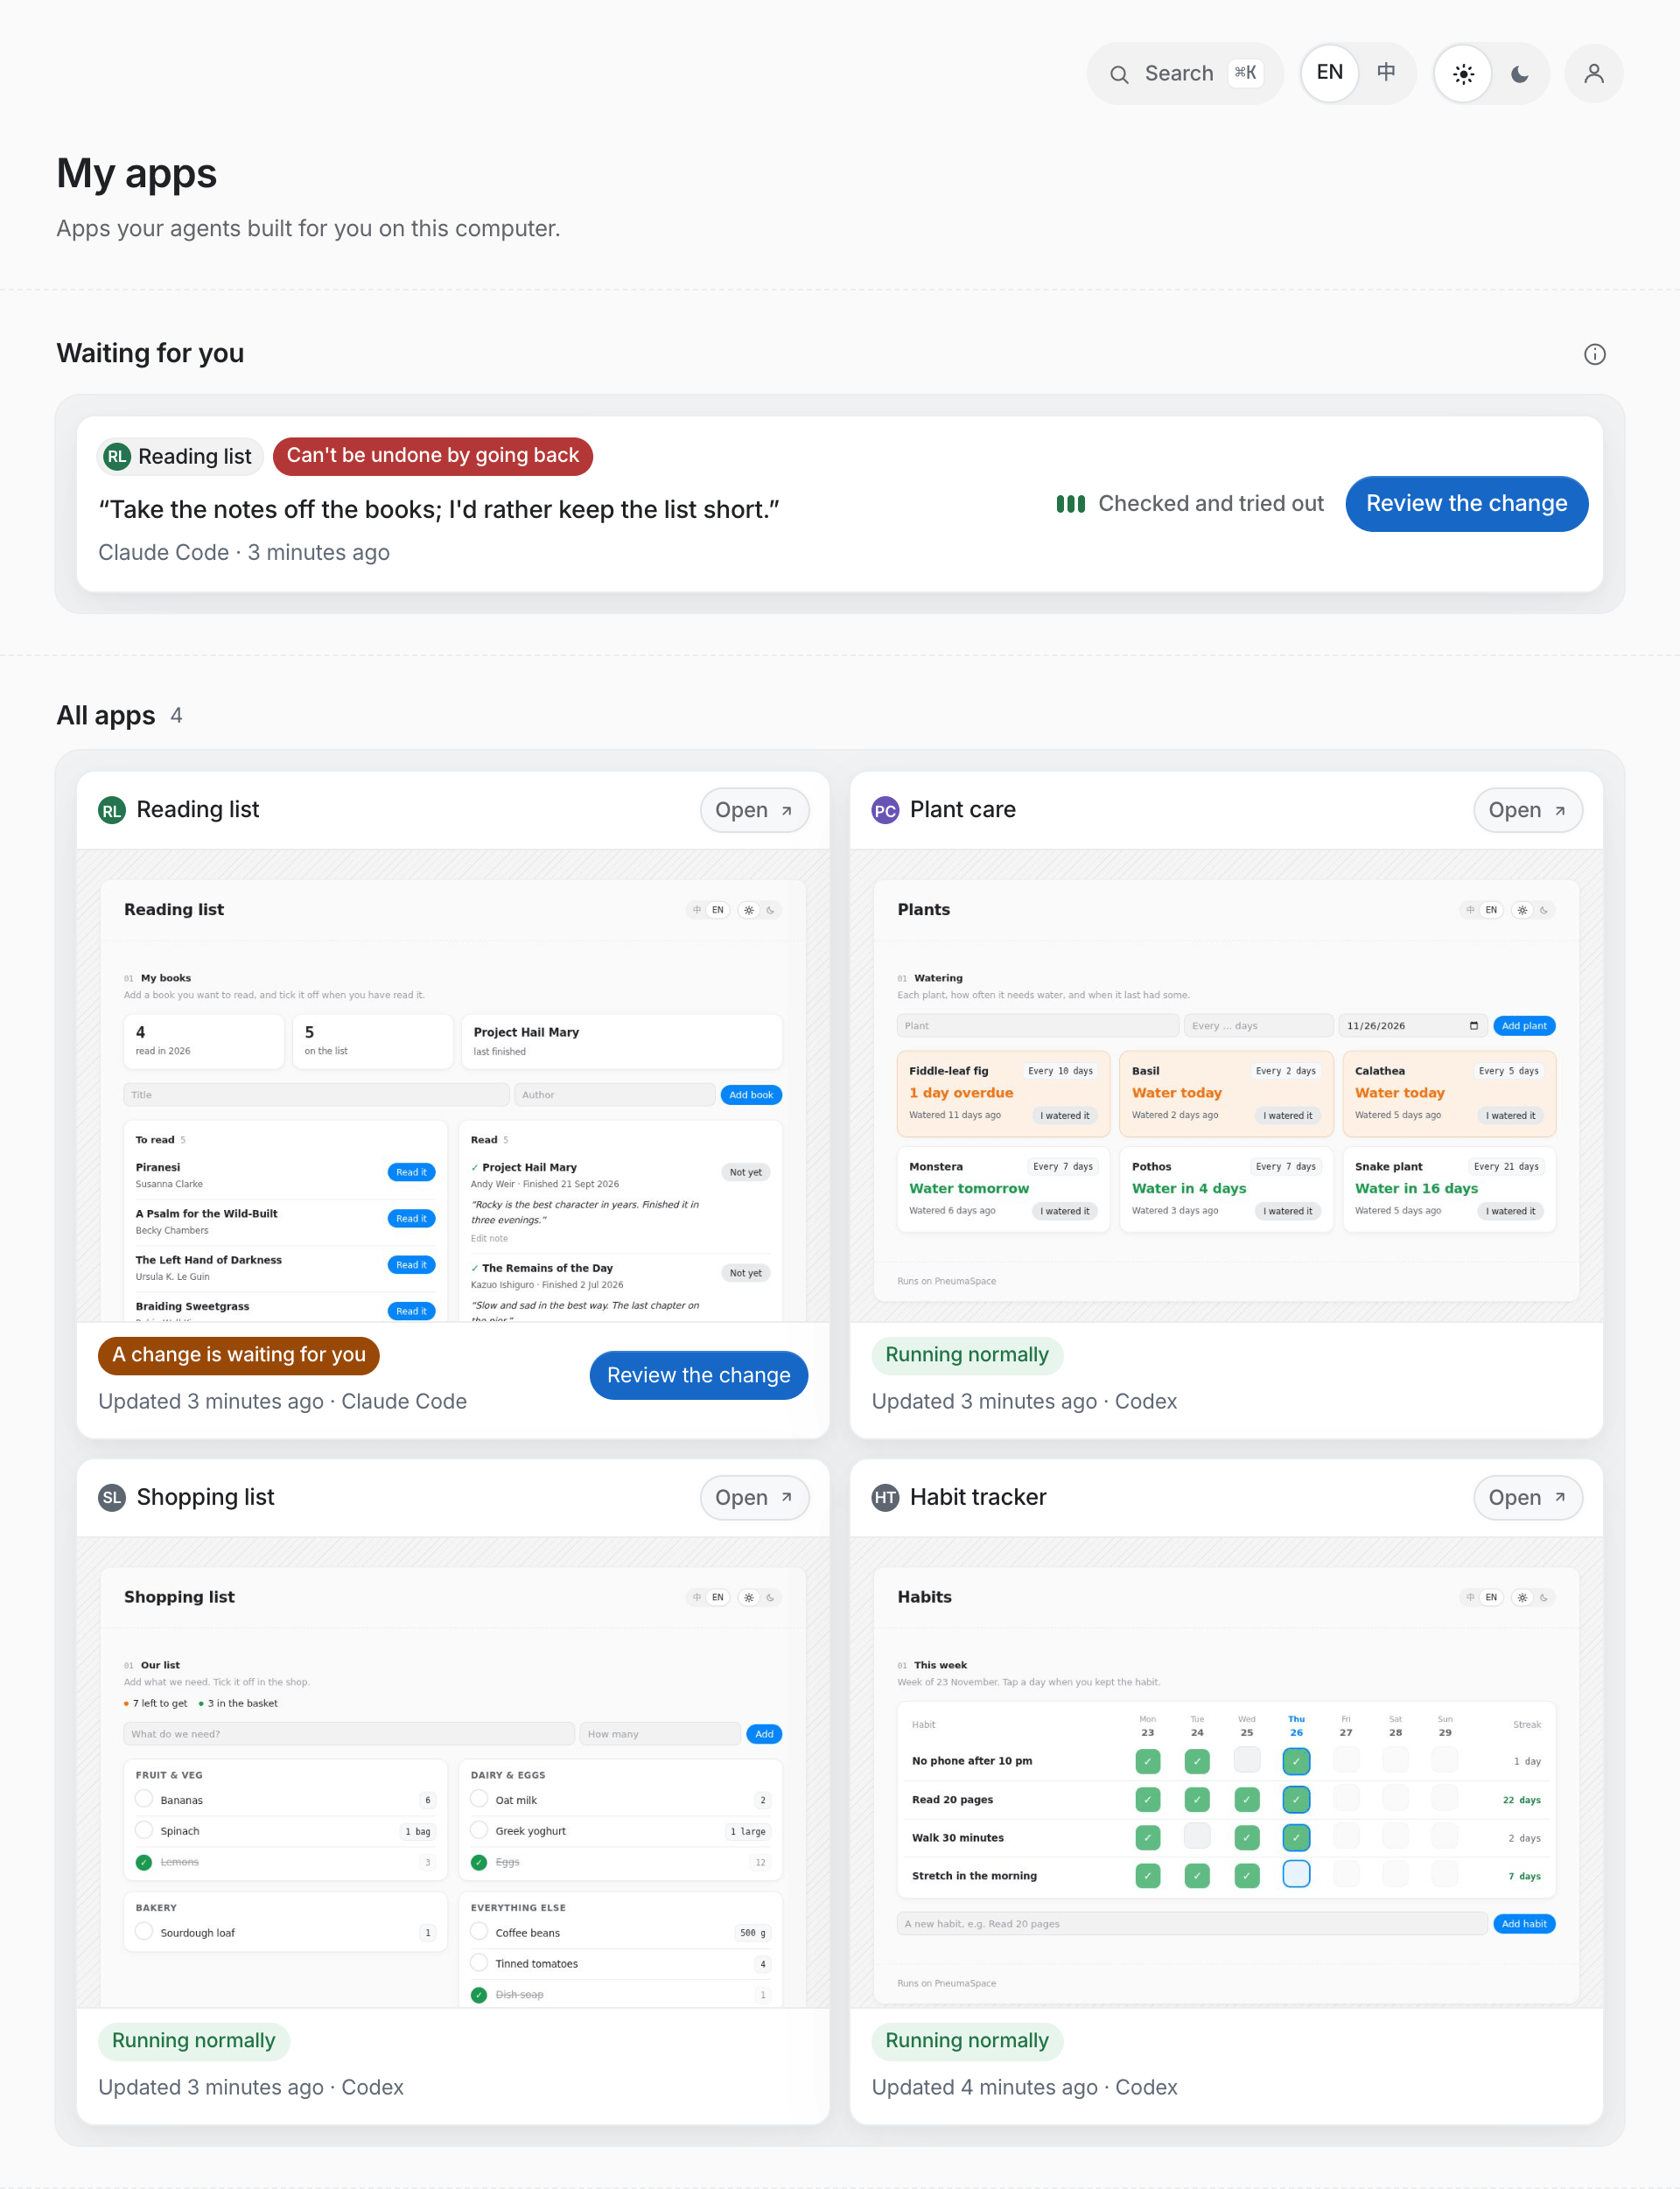 Search ⌘K EN 中
My apps
Apps your agents built for you on this computer.
Waiting for you
RL Reading list Can't be undone by going back
“Take the notes off the books; I'd rather keep the list short.”
Claude Code · 3 minutes ago
Checked and tried out Review the change
All apps 4
RL Reading list Open
Reading list 中 EN
01 My books
Add a book you want to read, and tick it off when you have read it.
4
read in 2026
5
on the list
Project Hail Mary
last finished
Title Author Add book
To read 5
Piranesi
Susanna Clarke
Read it
A Psalm for the Wild-Built
Becky Chambers
Read it
The Left Hand of Darkness
Ursula K. Le Guin
Read it
Braiding Sweetgrass
Read it
Read 5
✓ Project Hail Mary
Andy Weir · Finished 21 Sept 2026
Not yet
“Rocky is the best character in years. Finished it in
three evenings.”
Edit note
✓ The Remains of the Day
Kazuo Ishiguro · Finished 2 Jul 2026
Not yet
“Slow and sad in the best way. The last chapter on
the pier.”
A change is waiting for you
Updated 3 minutes ago · Claude Code
Review the change
PC Plant care Open
Plants 中 EN
01 Watering
Each plant, how often it needs water, and when it last had some.
Plant Every ... days 11/26/2026 Add plant
Fiddle-leaf fig Every 10 days
1 day overdue
Watered 11 days ago I watered it
Basil Every 2 days
Water today
Watered 2 days ago I watered it
Calathea Every 5 days
Water today
Watered 5 days ago I watered it
Monstera Every 7 days
Water tomorrow
Watered 6 days ago I watered it
Pothos Every 7 days
Water in 4 days
Watered 3 days ago I watered it
Snake plant Every 21 days
Water in 16 days
Watered 5 days ago I watered it
Runs on PneumaSpace
Running normally
Updated 3 minutes ago · Codex
SL Shopping list Open
Shopping list 中 EN
01 Our list
Add what we need. Tick it off in the shop.
7 left to get 3 in the basket
What do we need? How many Add
FRUIT & VEG
Bananas 6
Spinach 1 bag
✓ Lemons 3
DAIRY & EGGS
Oat milk 2
Greek yoghurt 1 large
✓ Eggs 12
BAKERY
Sourdough loaf 1
EVERYTHING ELSE
Coffee beans 500 g
Tinned tomatoes 4
✓ Dish soap 1
Running normally
Updated 3 minutes ago · Codex
HT Habit tracker Open
Habits 中 EN
01 This week
Week of 23 November. Tap a day when you kept the habit.
Mon Tue Wed Thu Fri Sat Sun
Habit 23 24 25 26 27 28 29 Streak
No phone after 10 pm ✓ ✓ ✓ 1 day
Read 20 pages ✓ ✓ ✓ ✓ 22 days
Walk 30 minutes ✓ ✓ ✓ 2 days
Stretch in the morning ✓ ✓ ✓ 7 days
A new habit, e.g. Read 20 pages Add habit
Runs on PneumaSpace
Running normally
Updated 4 minutes ago · Codex